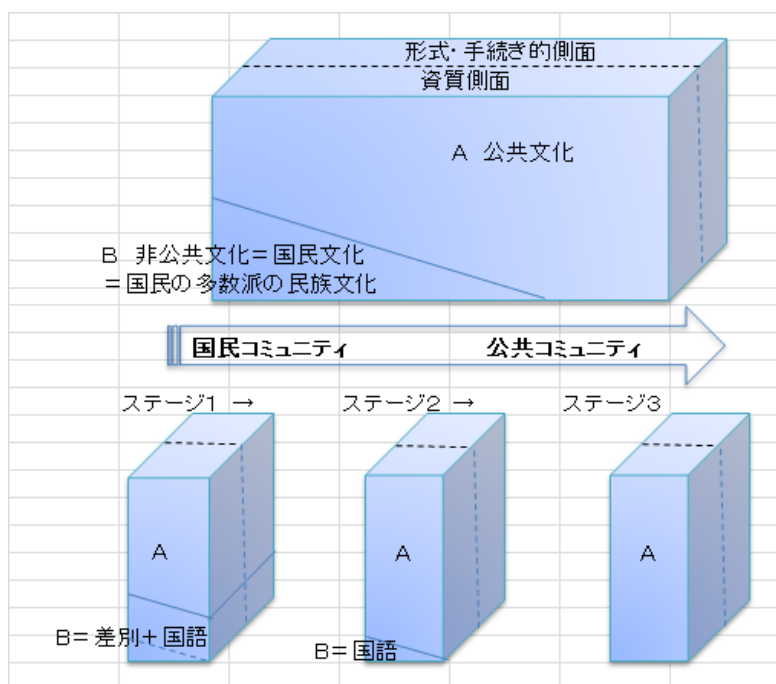 形式・手続き的側面
資質側面
A 公共文化
B 非公共文化=国民文化
=国民の多数派の民族文化
国民コミュニティ 公共コミュニティ
ステージ1 → ステージ2 → ステージ3
A A A
B=差別+国語 B=国語